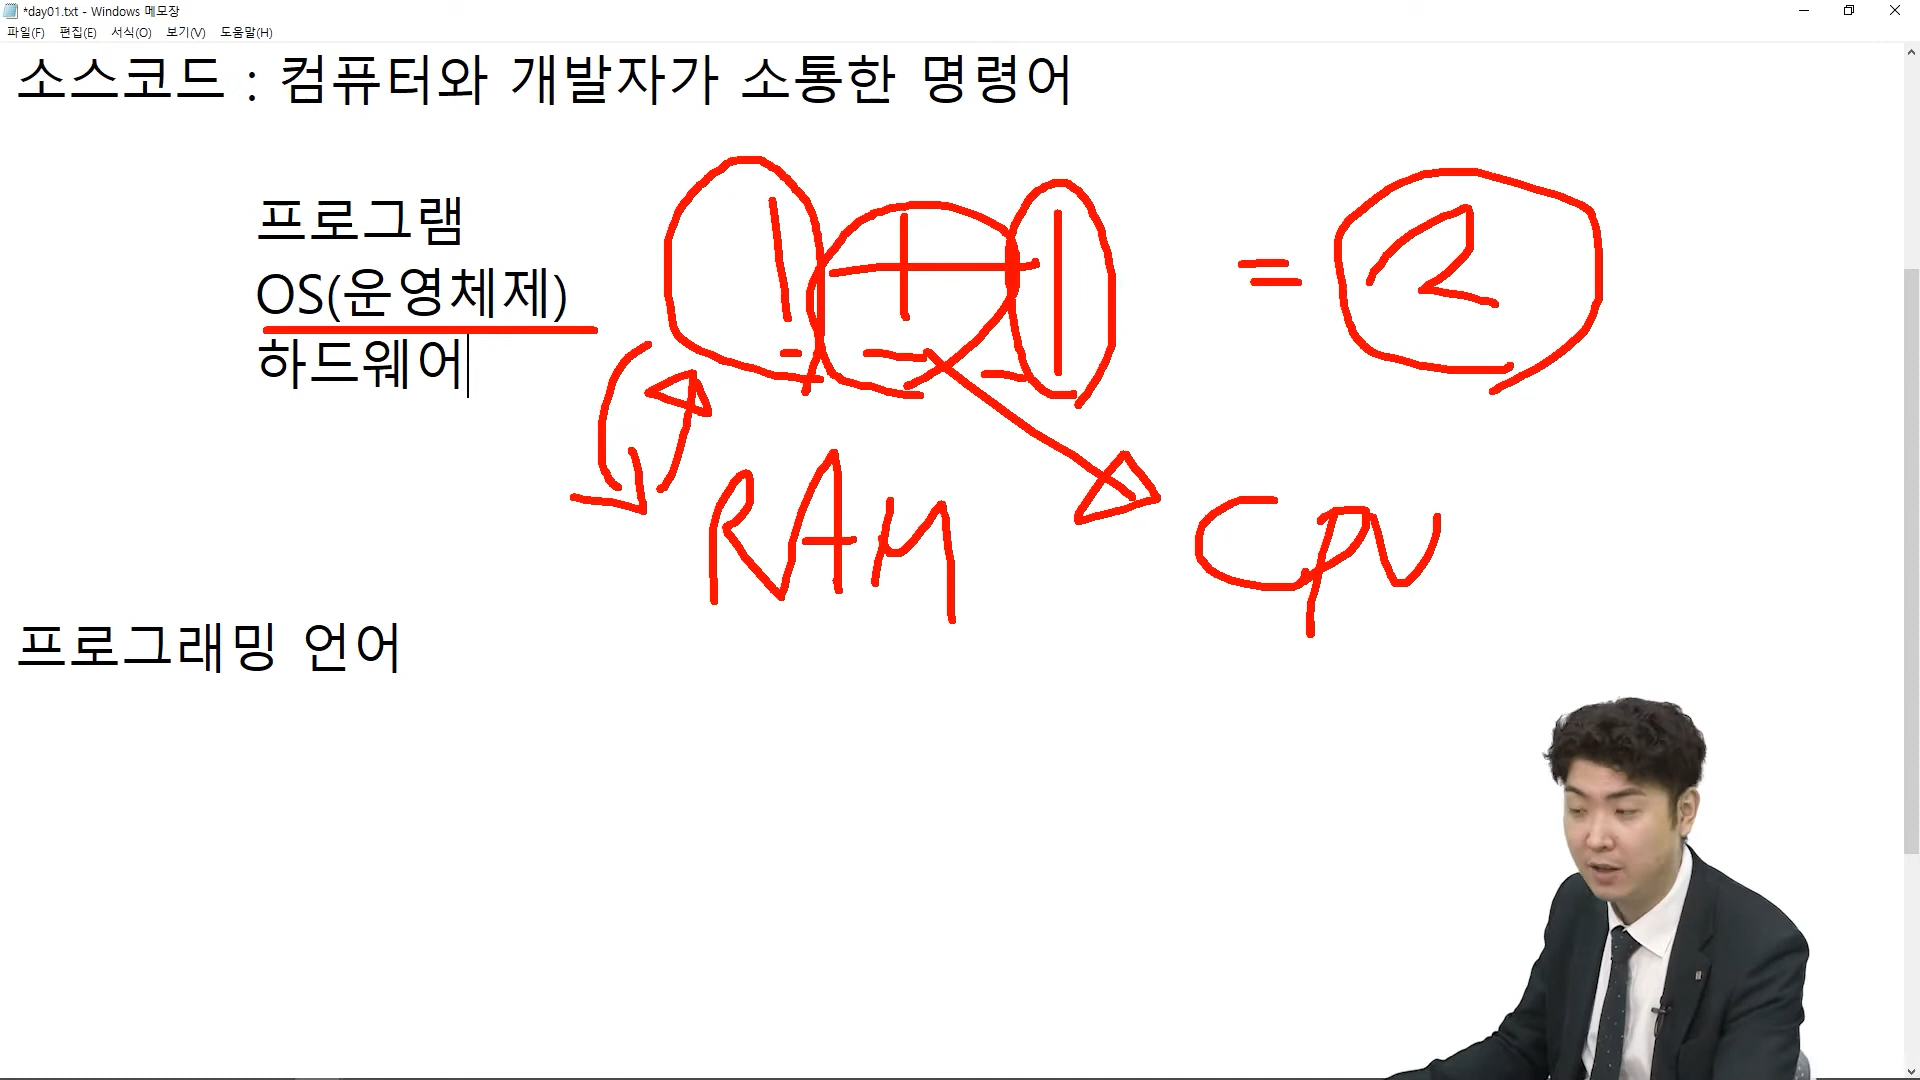 *day01.txt - Windows 메모장
파일(F) 편집(E) 서식(O) 보기(V) 도움말(H)
소스코드 : 컴퓨터와 개발자가 소통한 명령어
프로그램
OS(운영체제)
하드웨어
1 + 1 = 2
RAM CPU
프로그래밍 언어